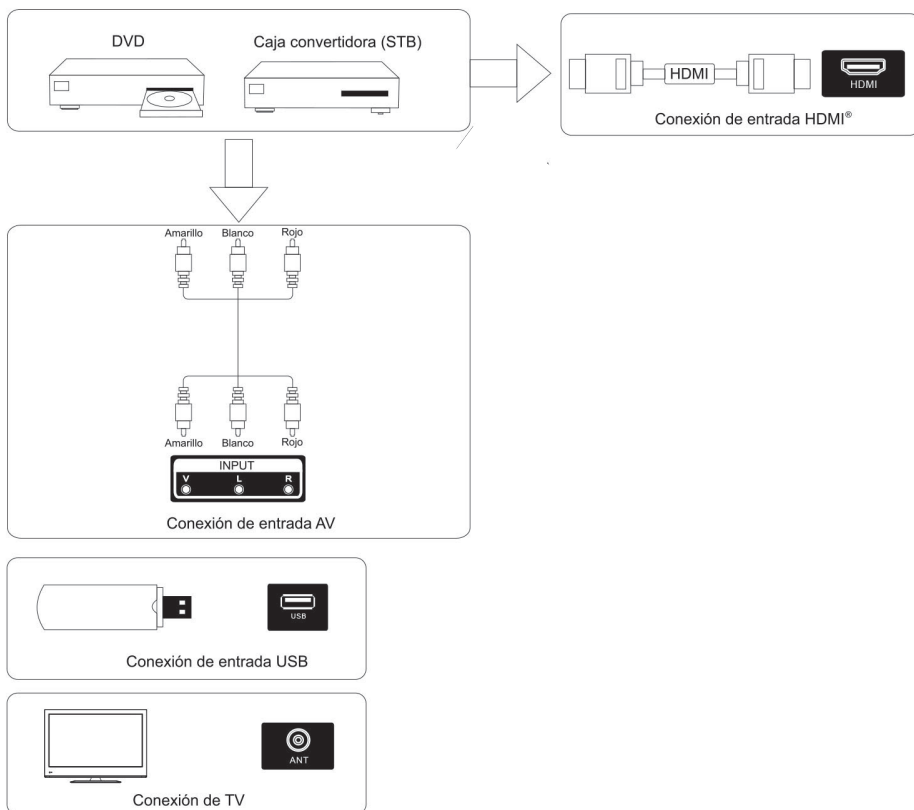 DVD
Caja convertidora (STB)
HDMI
HDMI
Conexión de entrada HDMI®
Amarillo Blanco Rojo
Amarillo Blanco Rojo
INPUT
V L R
Conexión de entrada AV
USB
Conexión de entrada USB
ANT
Conexión de TV